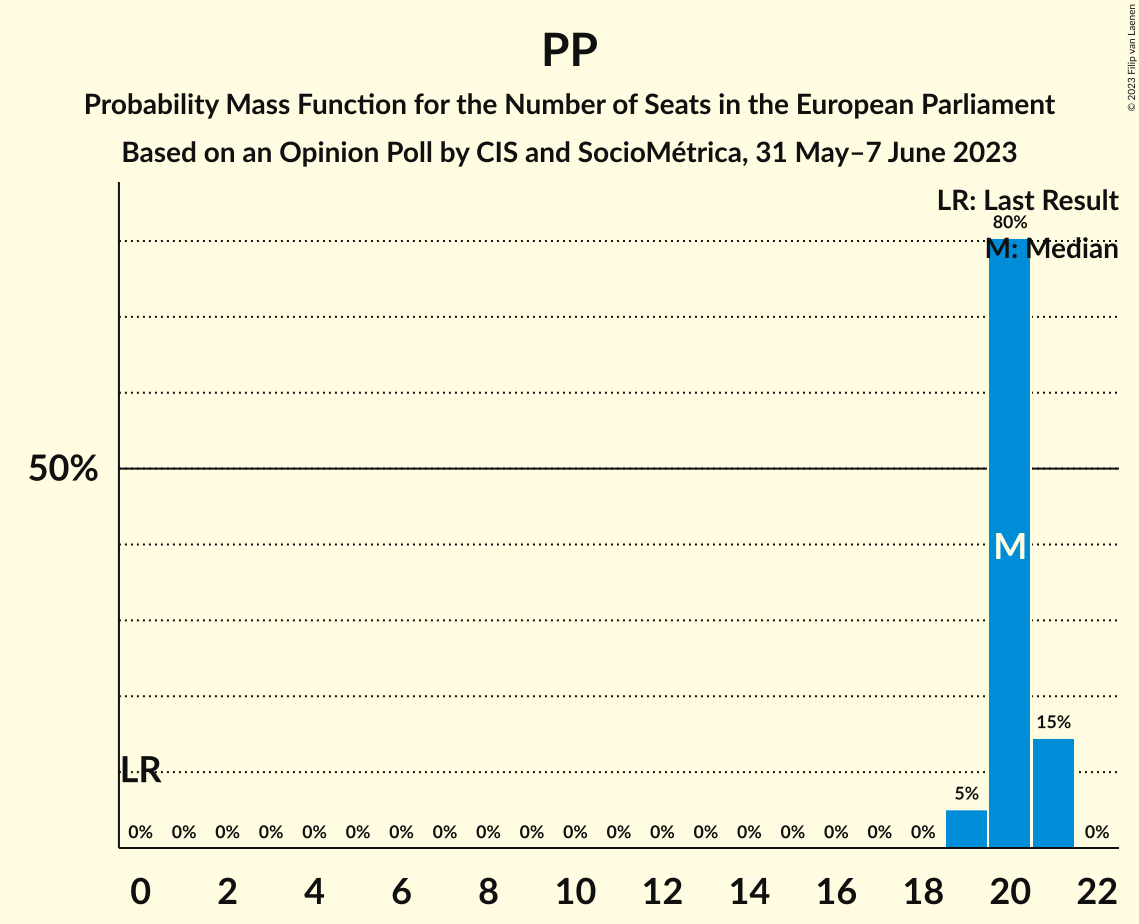 PP
Probability Mass Function for the Number of Seats in the European Parliament
Based on an Opinion Poll by CIS and SocioMétrica, 31 May–7 June 2023
© 2023 Filip van Laenen
LR: Last Result
80%
M: Median
50%
M
15%
LR
5%
0% 0% 0% 0% 0% 0% 0% 0% 0% 0% 0% 0% 0% 0% 0% 0% 0% 0% 0% 0%
0 2 4 6 8 10 12 14 16 18 20 22